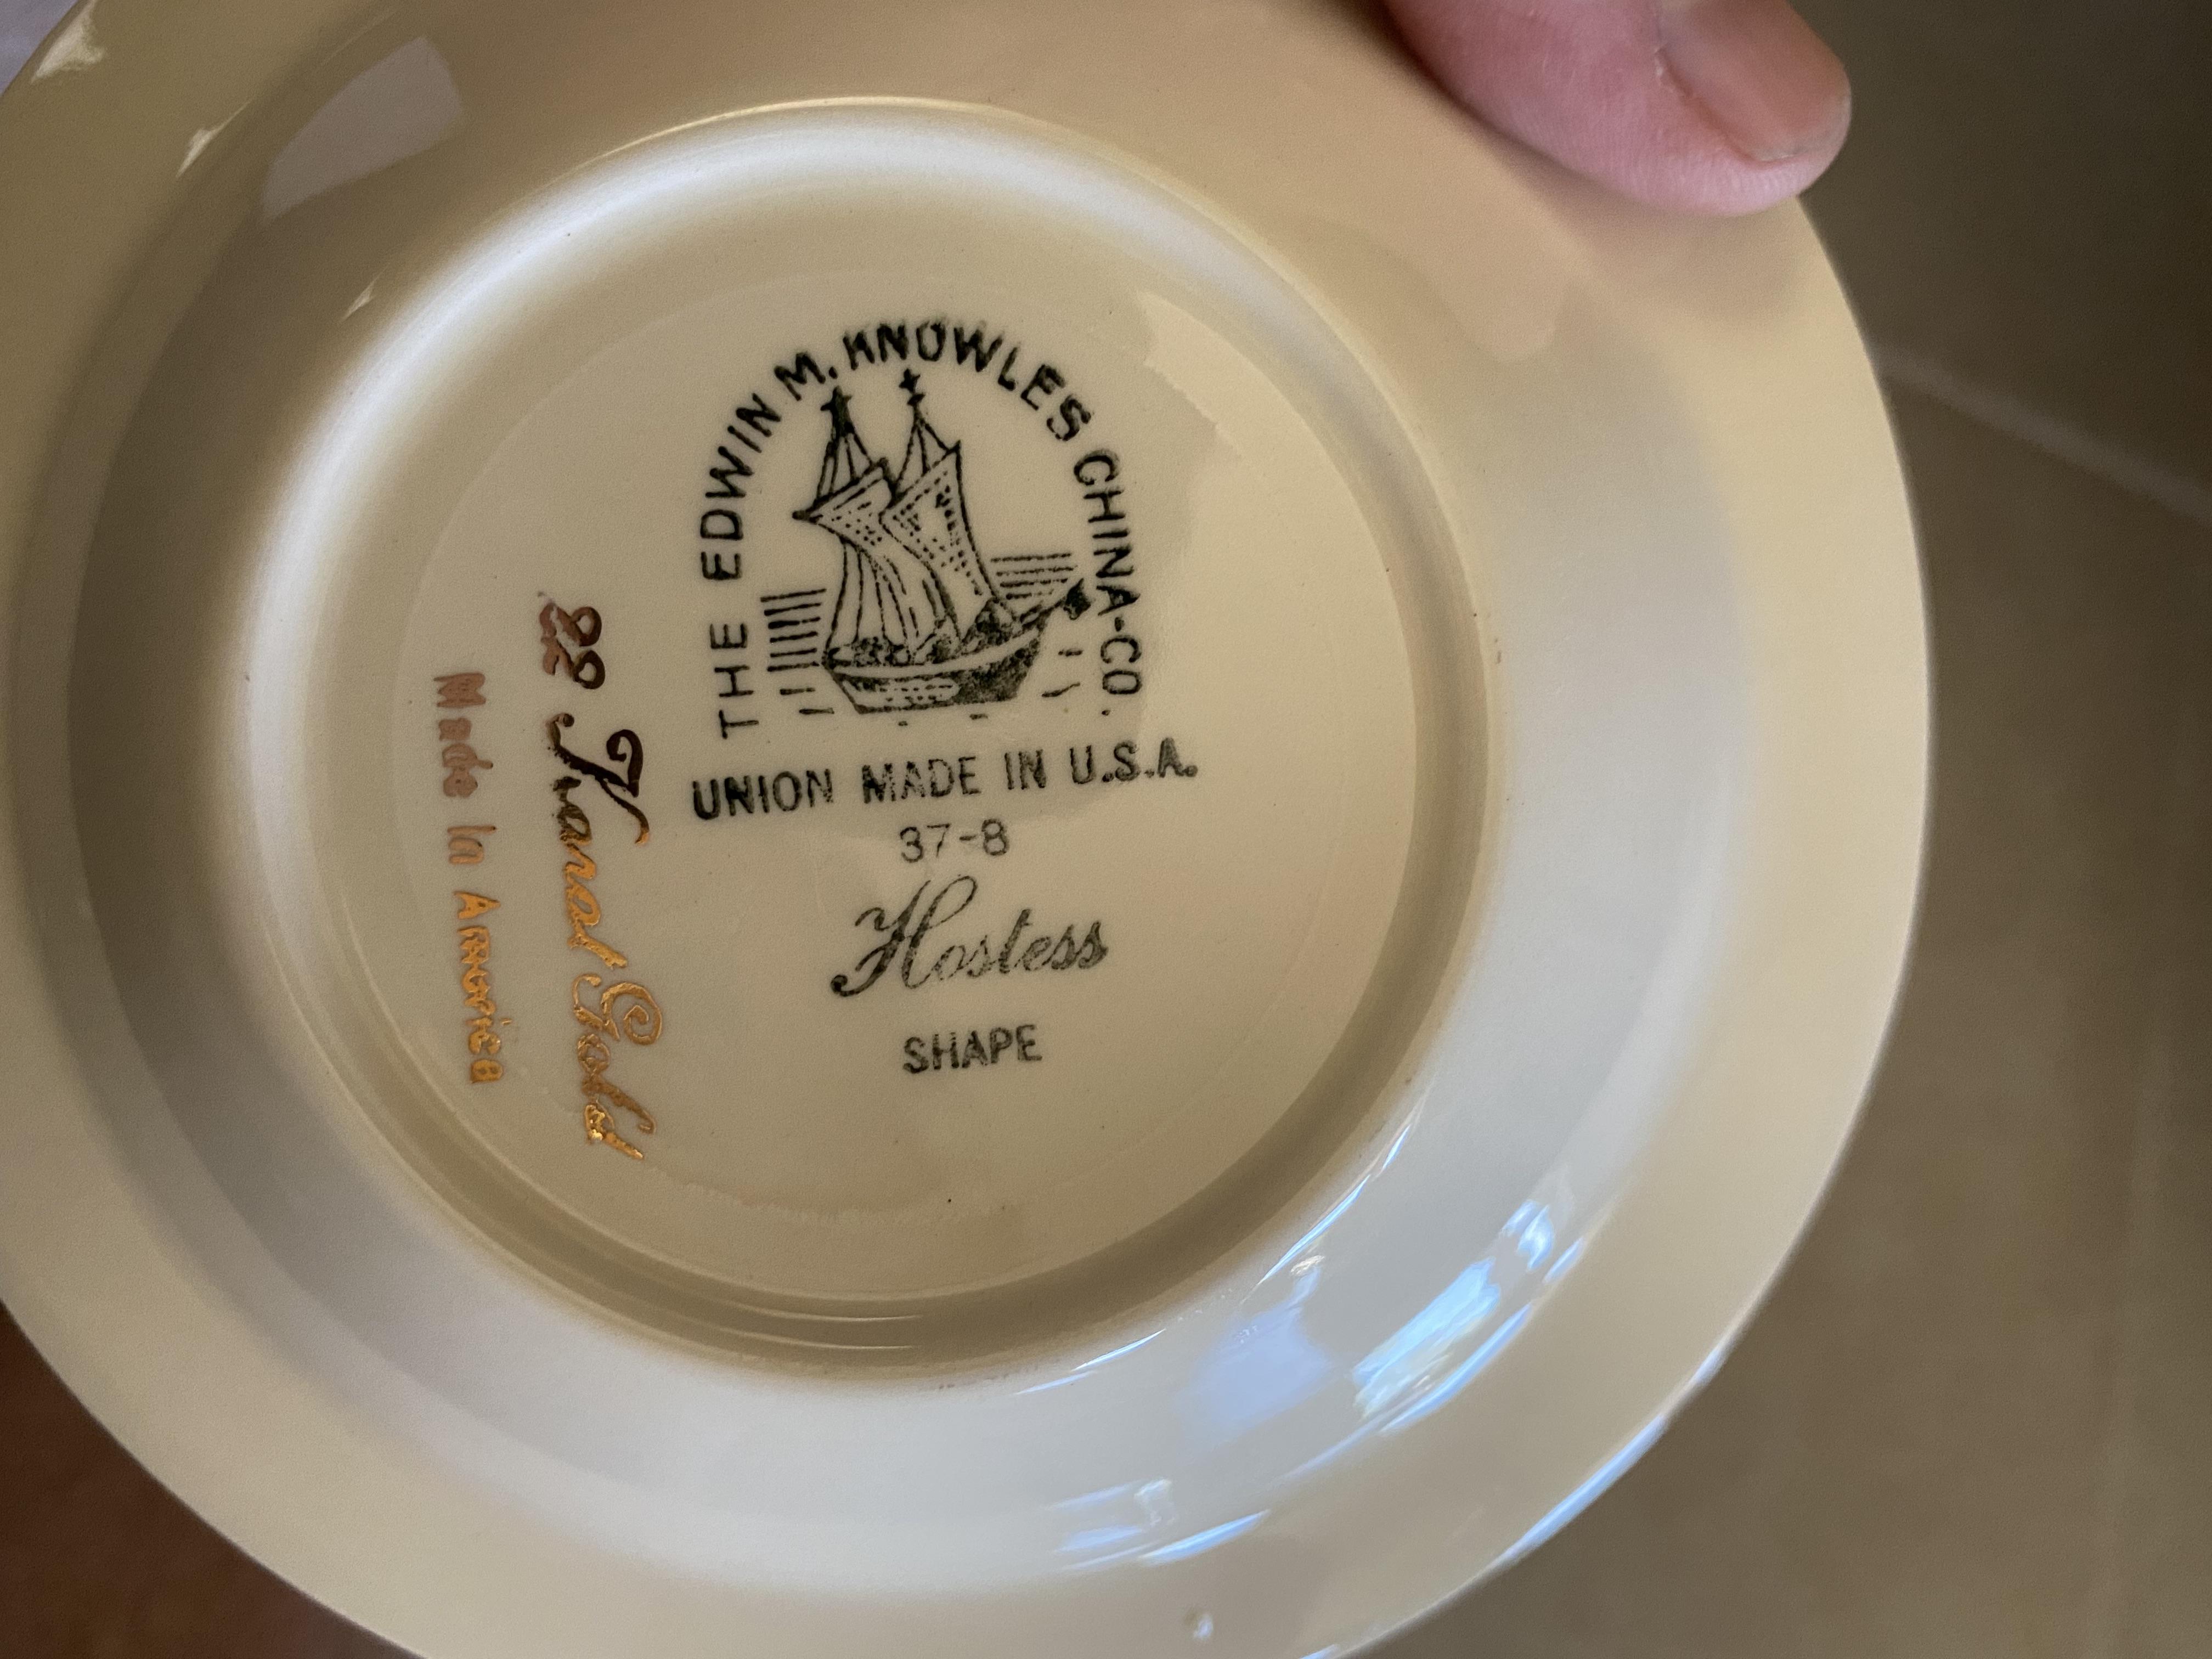 THE EDWIN M. KNOWLES CHINA-CO.
UNION MADE IN U.S.A.
37-8
Hostess
SHAPE
22 Karat Gold
Made In America